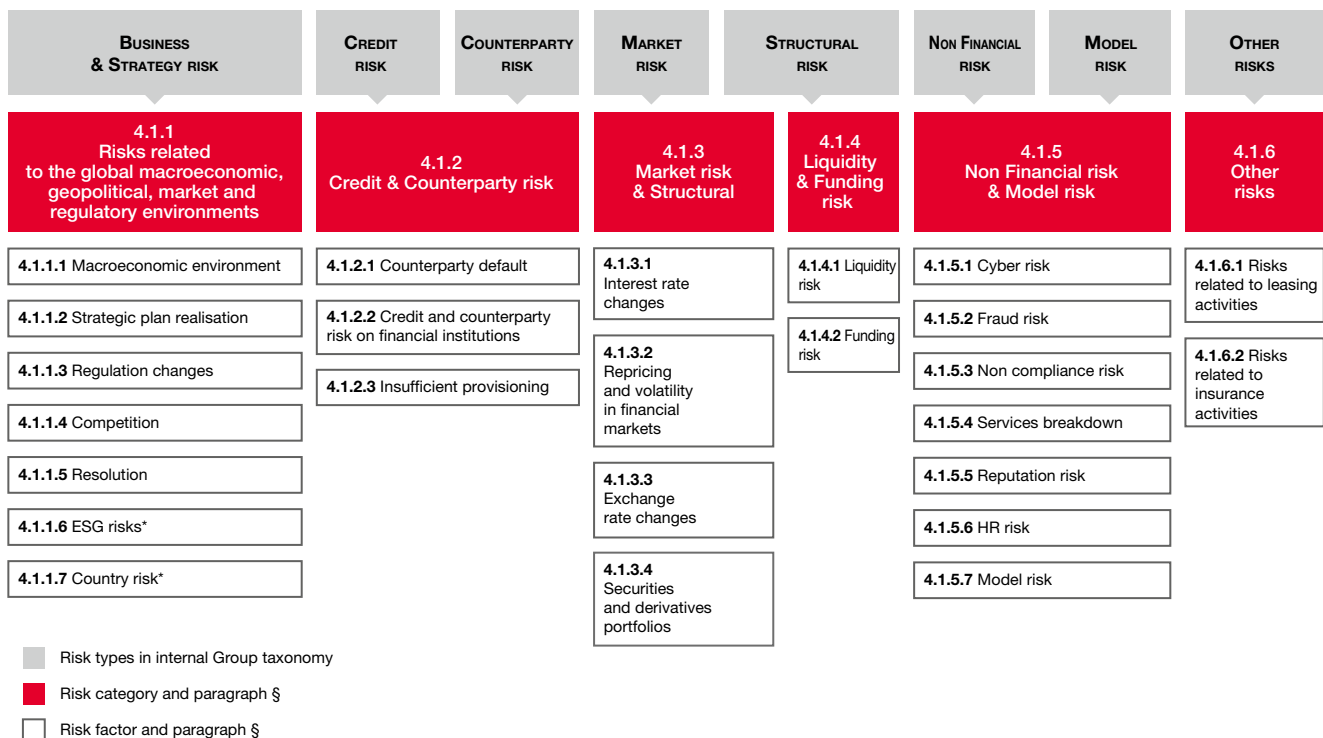 BUSINESS
& STRATEGY RISK
CREDIT
RISK
COUNTERPARTY
RISK
MARKET
RISK
STRUCTURAL
RISK
NON FINANCIAL
RISK
MODEL
RISK
OTHER
RISKS
4.1.1
Risks related
to the global macroeconomic,
geopolitical, market and
regulatory environments
4.1.2
Credit & Counterparty risk
4.1.3
Market risk
& Structural
4.1.4
Liquidity
& Funding
risk
4.1.5
Non Financial risk
& Model risk
4.1.6
Other
risks
4.1.1.1 Macroeconomic environment
4.1.1.2 Strategic plan realisation
4.1.1.3 Regulation changes
4.1.1.4 Competition
4.1.1.5 Resolution
4.1.1.6 ESG risks*
4.1.1.7 Country risk*
4.1.2.1 Counterparty default
4.1.2.2 Credit and counterparty
risk on financial institutions
4.1.2.3 Insufficient provisioning
4.1.3.1
Interest rate
changes
4.1.3.2
Repricing
and volatility
in financial
markets
4.1.3.3
Exchange
rate changes
4.1.3.4
Securities
and derivatives
portfolios
4.1.4.1 Liquidity
risk
4.1.4.2 Funding
risk
4.1.5.1 Cyber risk
4.1.5.2 Fraud risk
4.1.5.3 Non compliance risk
4.1.5.4 Services breakdown
4.1.5.5 Reputation risk
4.1.5.6 HR risk
4.1.5.7 Model risk
4.1.6.1 Risks
related to leasing
activities
4.1.6.2 Risks
related to
insurance
activities
Risk types in internal Group taxonomy
Risk category and paragraph §
Risk factor and paragraph §